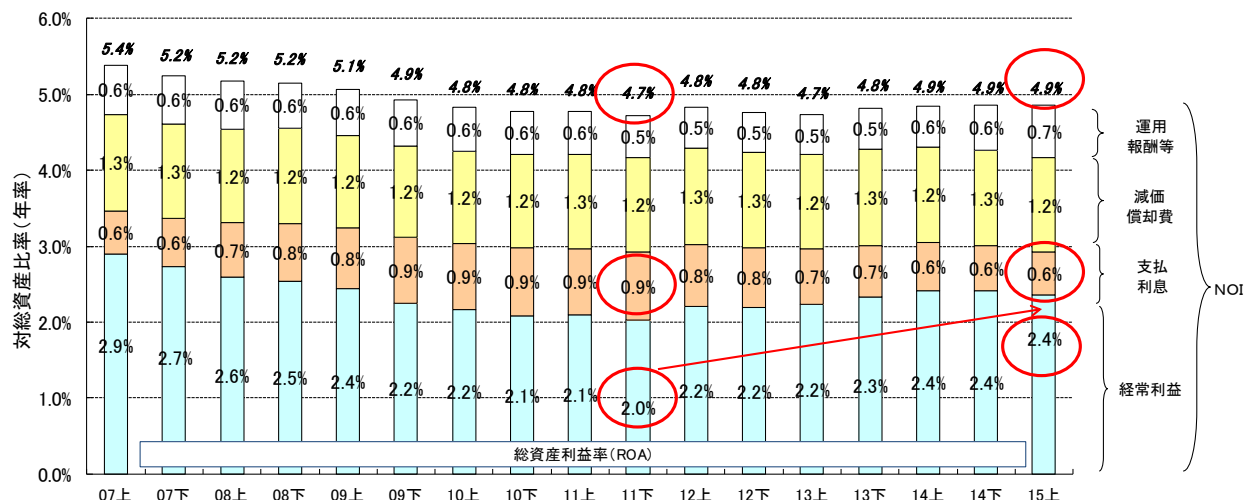 対総資産比率(年率)
6.0%
5.0%
4.0%
3.0%
2.0%
1.0%
0.0%
5.4% 5.2% 5.2% 5.2% 5.1% 4.9% 4.8% 4.8% 4.8% 4.7% 4.8% 4.8% 4.7% 4.8% 4.9% 4.9% 4.9%
0.6% 0.6% 0.6% 0.6% 0.6% 0.6% 0.6% 0.6% 0.6% 0.5% 0.5% 0.5% 0.5% 0.5% 0.6% 0.6% 0.7%
1.3% 1.3% 1.2% 1.2% 1.2% 1.2% 1.2% 1.2% 1.3% 1.2% 1.3% 1.3% 1.2% 1.3% 1.2% 1.3% 1.2%
0.6% 0.6% 0.7% 0.8% 0.8% 0.9% 0.9% 0.9% 0.9% 0.9% 0.8% 0.8% 0.7% 0.7% 0.6% 0.6% 0.6%
2.9% 2.7% 2.6% 2.5% 2.4% 2.2% 2.2% 2.1% 2.1% 2.0% 2.2% 2.2% 2.2% 2.3% 2.4% 2.4% 2.4%
総資産利益率(ROA)
07上 07下 08上 08下 09上 09下 10上 10下 11上 11下 12上 12下 13上 13下 14上 14下 15上
運用
報酬等
減価
償却費
支払
利息
経常利益
NOI